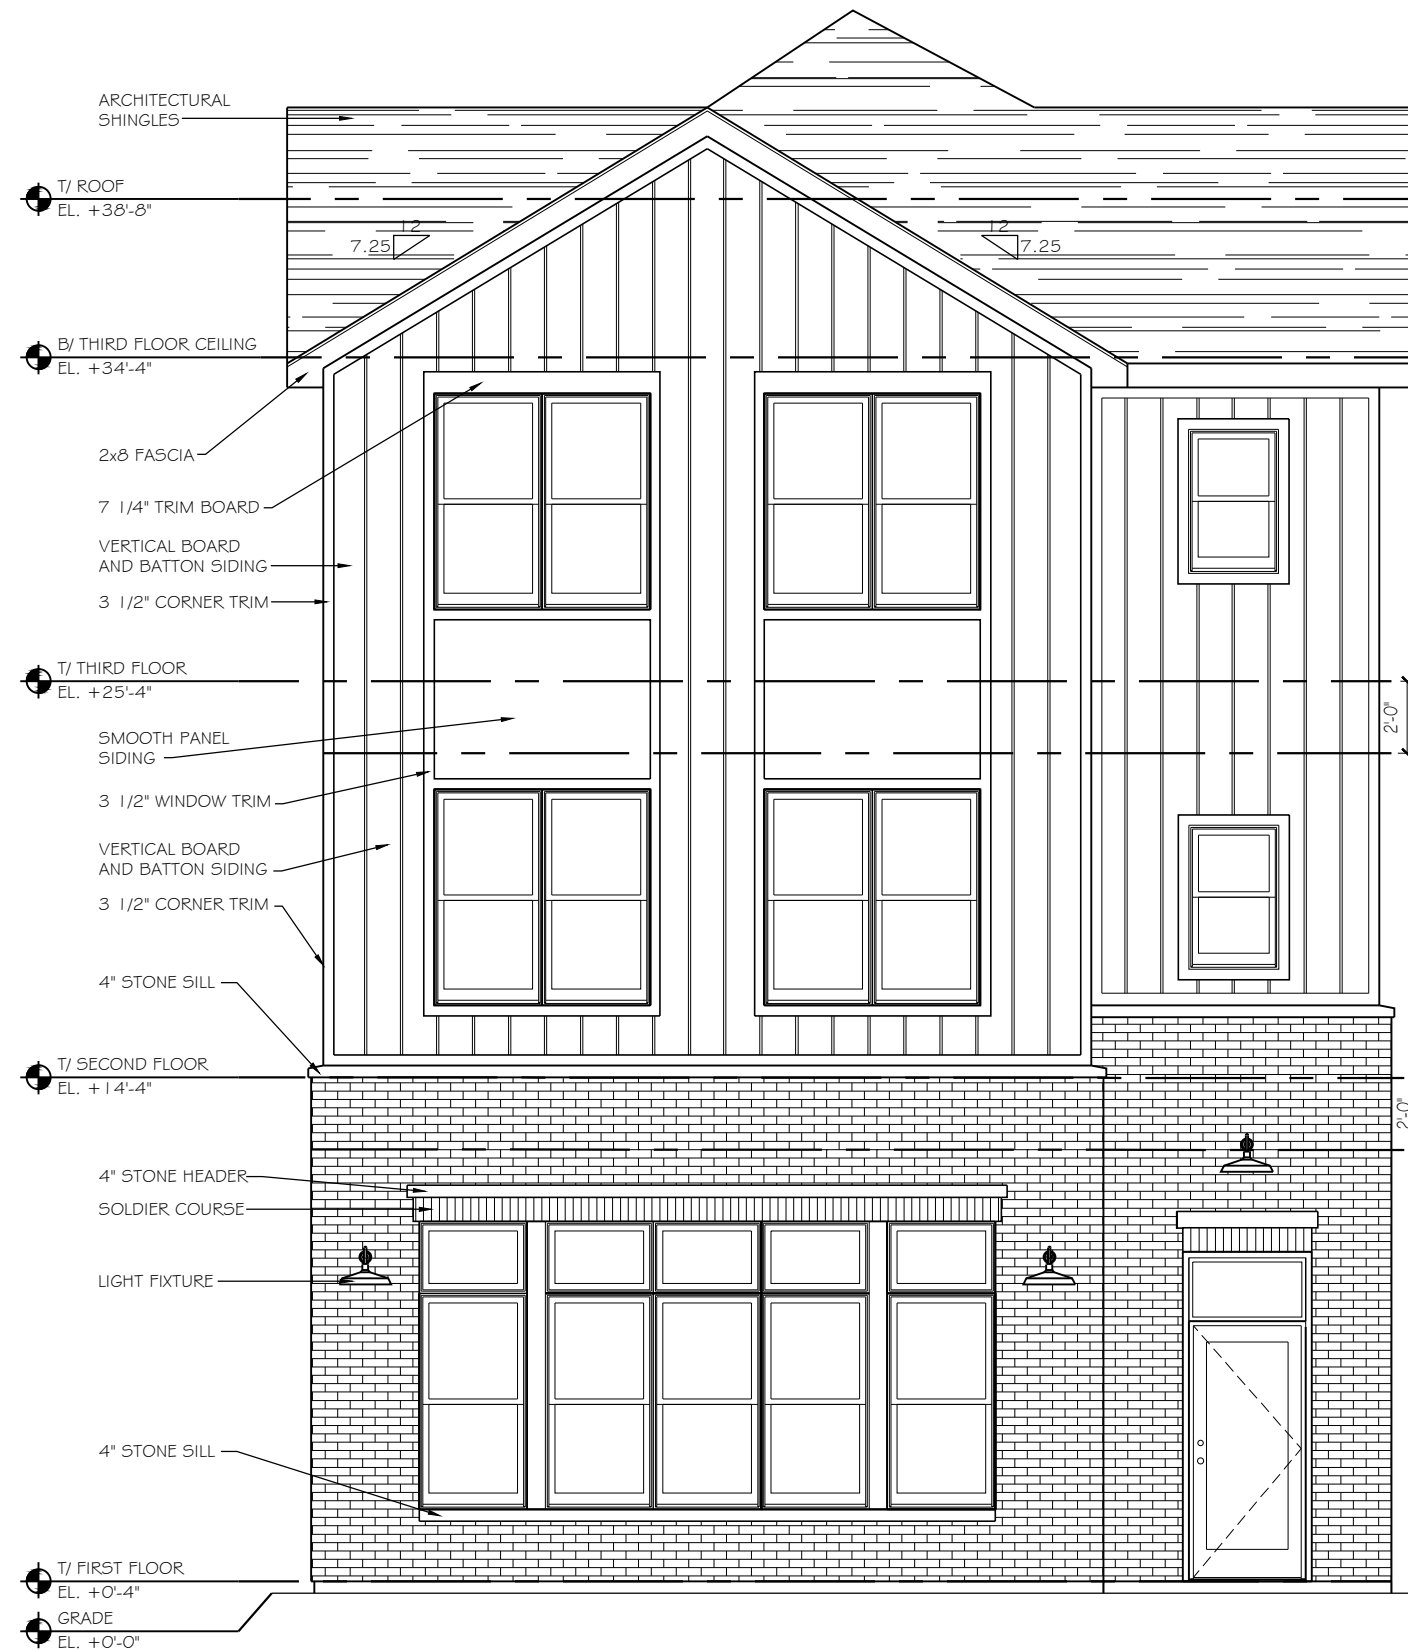 ARCHITECTURAL
SHINGLES
T/ ROOF
EL. +38'-8"
12
7.25
12
7.25
B/ THIRD FLOOR CEILING
EL. +34'-4"
2x8 FASCIA
7 1/4" TRIM BOARD
VERTICAL BOARD
AND BATTON SIDING
3 1/2" CORNER TRIM
T/ THIRD FLOOR
EL. +25'-4"
2'-0"
SMOOTH PANEL
SIDING
3 1/2" WINDOW TRIM
VERTICAL BOARD
AND BATTON SIDING
3 1/2" CORNER TRIM
4" STONE SILL
T/ SECOND FLOOR
EL. +14'-4"
2'-0"
4" STONE HEADER
SOLDIER COURSE
LIGHT FIXTURE
4" STONE SILL
T/ FIRST FLOOR
EL. +0'-4"
GRADE
EL. +0'-0"